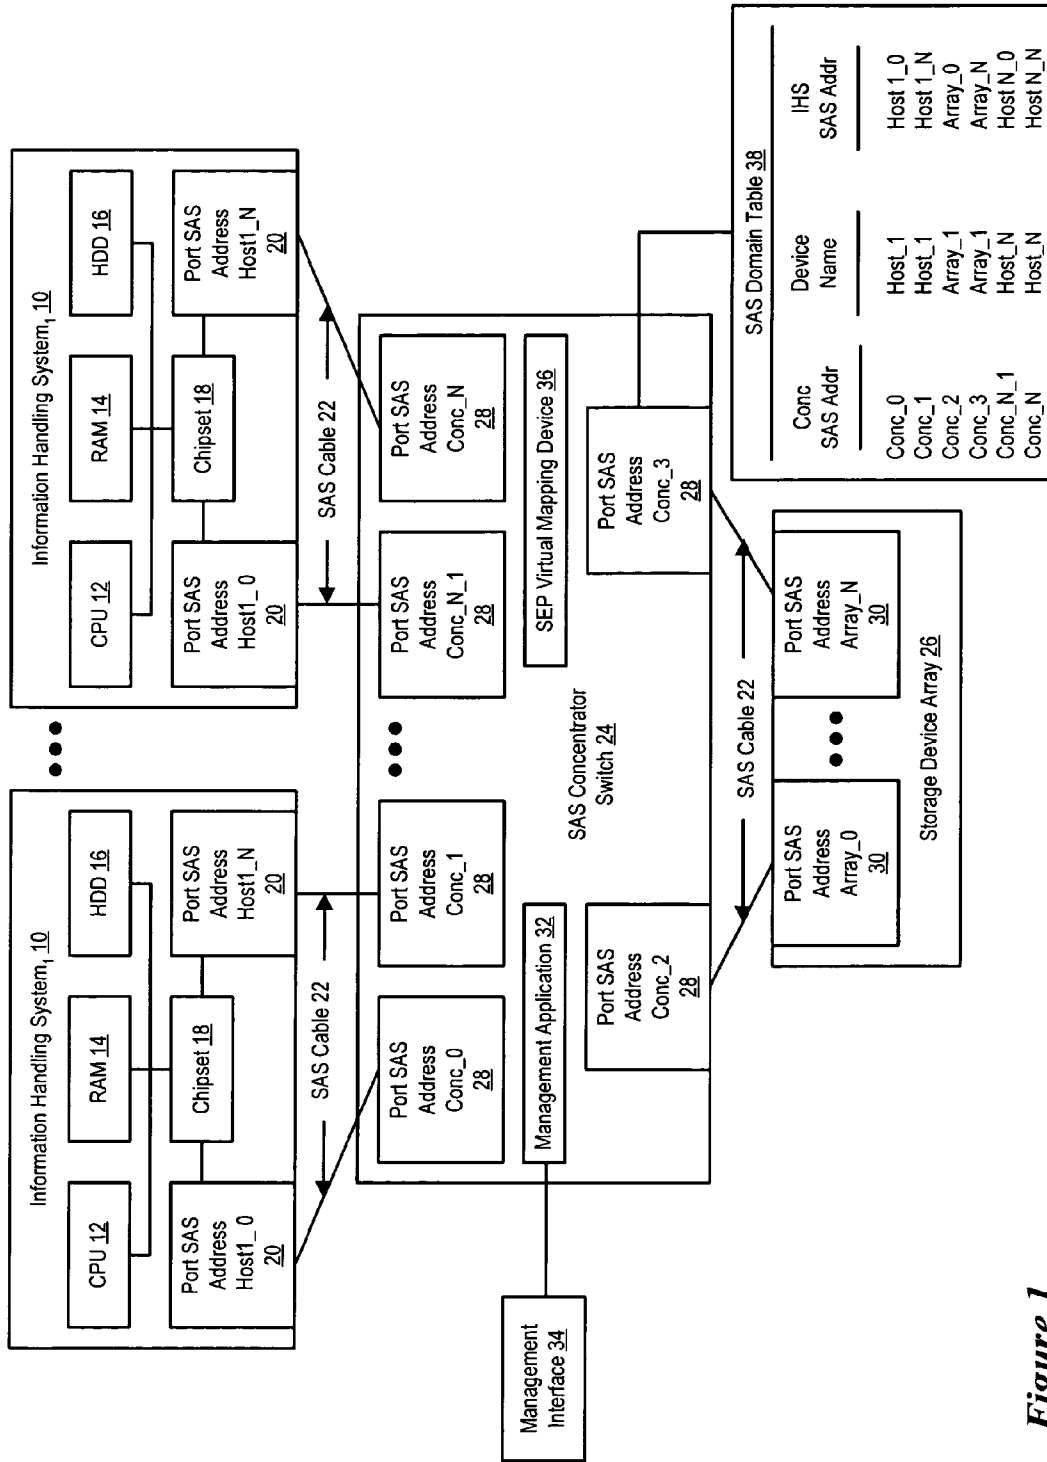 Information Handling System1 10
CPU 12
RAM 14
HDD 16
Chipset 18
Port SAS
Address
Host1_0
20
Port SAS
Address
Host1_N
20
SAS Cable 22
Information Handling System1 10
CPU 12
RAM 14
HDD 16
Chipset 18
Port SAS
Address
Host1_0
20
Port SAS
Address
Host1_N
20
SAS Cable 22
Port SAS
Address
Conc_0
28
Port SAS
Address
Conc_1
28
Port SAS
Address
Conc_N_1
28
Port SAS
Address
Conc_N
28
Management
Interface 34
Management Application 32
SEP Virtual Mapping Device 36
SAS Concentrator
Switch 24
Port SAS
Address
Conc_2
28
Port SAS
Address
Conc_3
28
SAS Cable 22
Port SAS
Address
Array_0
30
Port SAS
Address
Array_N
30
Storage Device Array 26
SAS Domain Table 38
Conc
SAS Addr
Device
Name
IHS
SAS Addr
Conc_0 Host_1 Host 1_0
Conc_1 Host_1 Host 1_N
Conc_2 Array_1 Array_0
Conc_3 Array_1 Array_N
Conc_N_1 Host_N Host N_0
Conc_N Host_N Host N_N
Figure 1